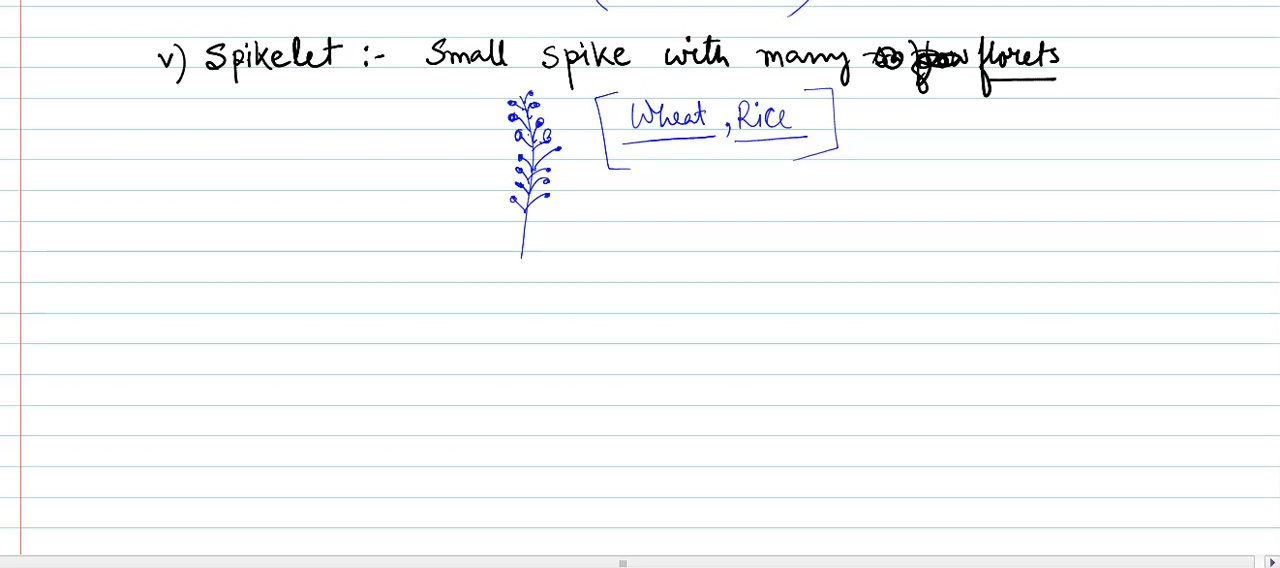 v) Spikelet :- Small spike with many florets
[Wheat, Rice]